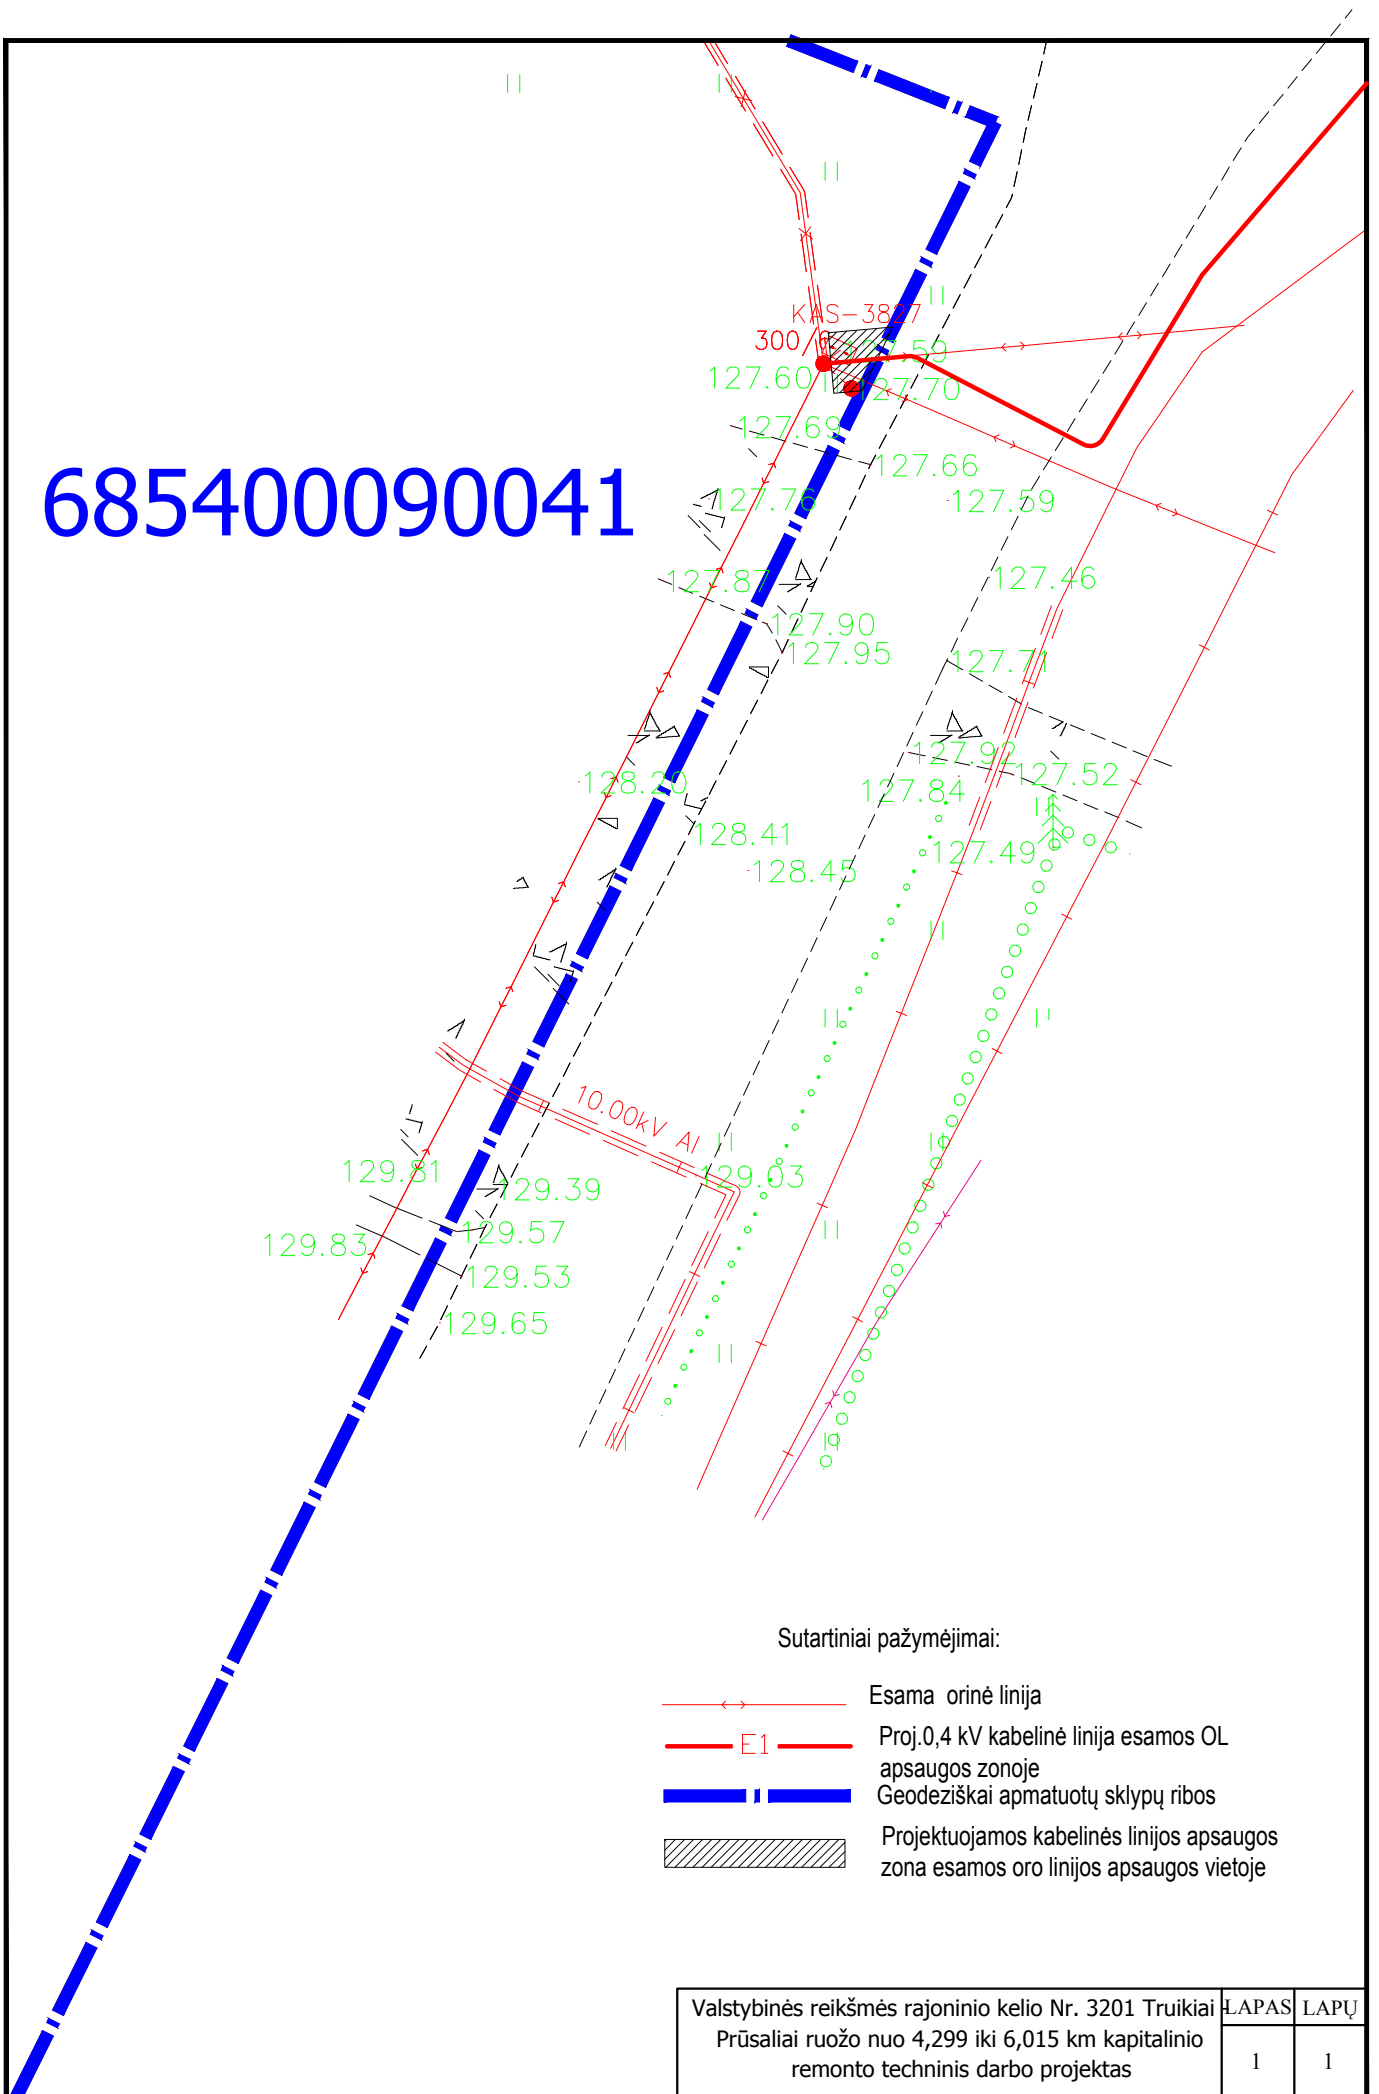 KAS-3827
300
127.59
127.60
127.70
127.69
127.66
685400090041
127.76
127.59
127.87
127.46
127.90
127.95
127.71
127.92
128.20
127.52
127.84
128.41
127.49
128.45
10.00kV Al
129.81
129.03
129.39
129.57
129.83
129.53
129.65
Sutartiniai pažymėjimai:
Esama orinė linija
E1
Proj.0,4 kV kabelinė linija esamos OL
apsaugos zonoje
Geodeziškai apmatuotų sklypų ribos
Projektuojamos kabelinės linijos apsaugos
zona esamos oro linijos apsaugos vietoje
Valstybinės reikšmės rajoninio kelio Nr. 3201 Truikiai-
Prūsaliai ruožo nuo 4,299 iki 6,015 km kapitalinio
remonto techninis darbo projektas
LAPAS LAPŲ
1 1